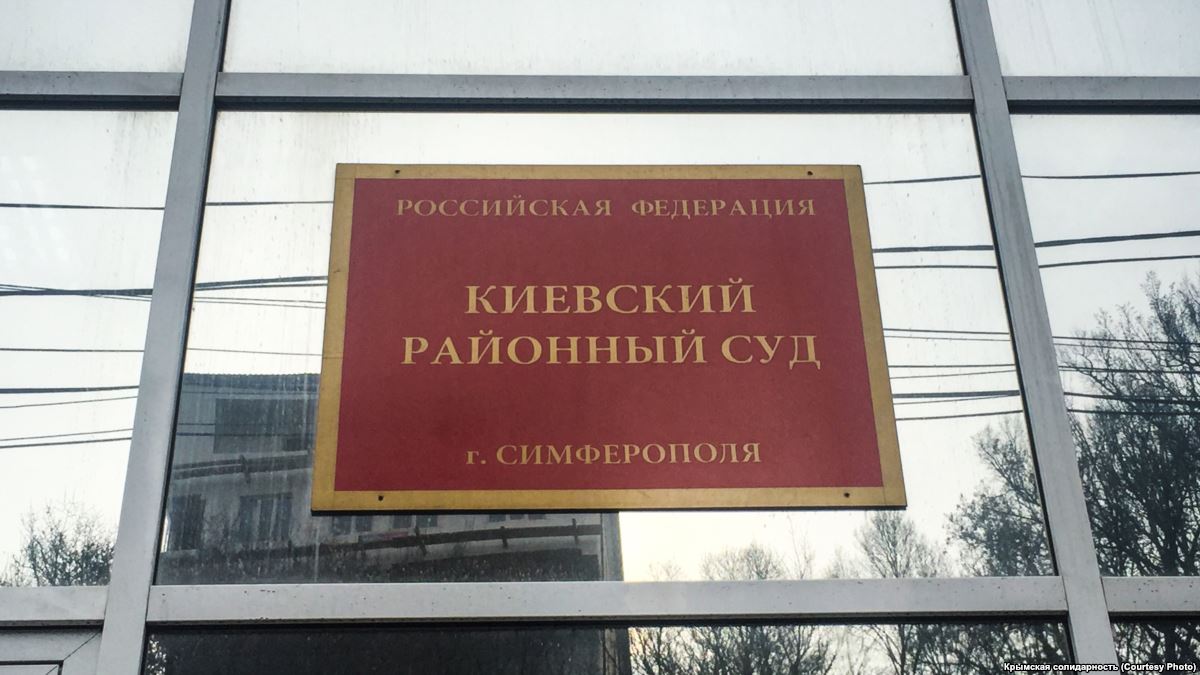 РОССИЙСКАЯ ФЕДЕРАЦИЯ
КИЕВСКИЙ
РАЙОННЫЙ СУД
г. СИМФЕРОПОЛЯ
Крымская солидарность (Courtesy Photo)